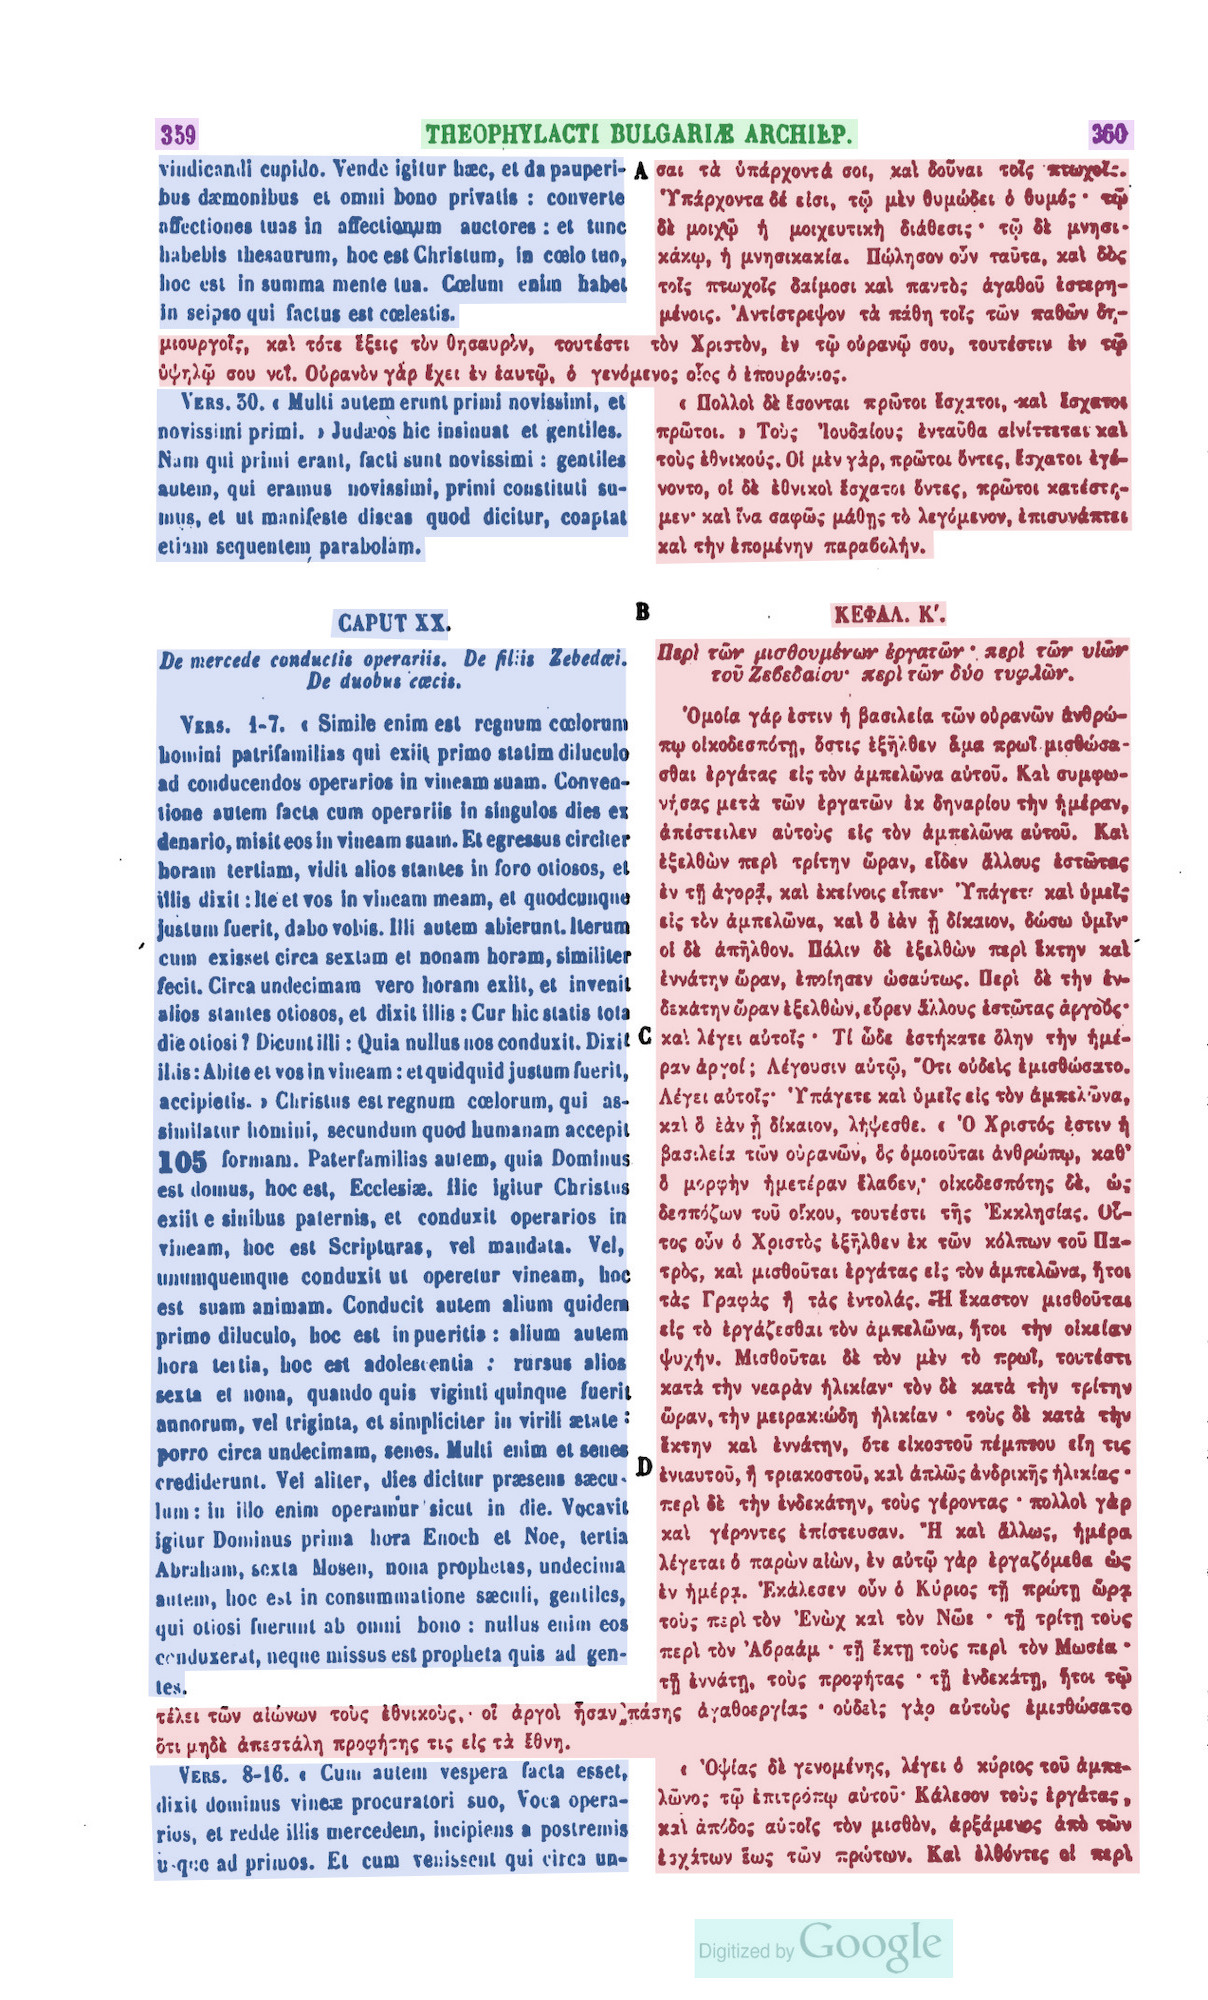 359 THEOPHYLACTI BULGARIÆ ARCHIEP. 360
vindicandi cupido. Vende igitur hæc, et da pauperi-
bus dæmonibus et omni bono privatis : converte
affectiones tuas in affectionum auctores : et tunc
habebis thesaurum, hoc est Christum, in cœlo tuo,
hoc est in summa mente tua. Cœlum enim habet
in seipso qui factus est cœlestis.
A
σαι τὰ ὑπάρχοντά σοι, καὶ δοῦναι τοῖς πτωχοῖς.
Ὑπάρχοντα δέ εἰσι, τῷ μὲν θυμώδει ὁ θυμός· τῷ
δὲ μοιχῷ ἡ μοιχευτικὴ διάθεσις· τῷ δὲ μνησι-
κάκῳ, ἡ μνησικακία. Πώλησον οὖν ταῦτα, καὶ δὸς
τοῖς πτωχοῖς δαίμοσι καὶ παντὸς ἀγαθοῦ ἐστερη-
μένοις. Ἀντίστρεψον τὰ πάθη τοῖς τῶν παθῶν δη-
μιουργοῖς, καὶ τότε ἕξεις τὸν θησαυρὸν, τουτέστι τὸν Χριστὸν, ἐν τῷ οὐρανῷ σου, τουτέστιν ἐν τῷ
ὑψηλῷ σου νοΐ. Οὐρανὸν γὰρ ἔχει ἐν ἑαυτῷ, ὁ γενόμενος οἷος ὁ ἐπουράνιος.
VERS. 30. « Multi autem erunt primi novissimi, et
novissimi primi. » Judæos hic insinuat et gentiles.
Nam qui primi erant, facti sunt novissimi : gentiles
autem, qui eramus novissimi, primi constituti su-
mus, et ut manifeste discas quod dicitur, coaptat
etiam sequentem parabolam.
« Πολλοὶ δὲ ἔσονται πρῶτοι ἔσχατοι, καὶ ἔσχατοι
πρῶτοι. » Τοὺς Ἰουδαίους ἐνταῦθα αἰνίττεται καὶ
τοὺς ἐθνικούς. Οἱ μὲν γὰρ, πρῶτοι ὄντες, ἔσχατοι ἐγέ-
νοντο, οἱ δὲ ἐθνικοὶ ἔσχατοι ὄντες, πρῶτοι κατέστη-
μεν· καὶ ἵνα σαφῶς μάθῃς τὸ λεγόμενον, ἐπισυνάπτει
καὶ τὴν ἑπομένην παραβολήν.
B
CAPUT XX.
De mercede conductis operariis. De filiis Zebedæi.
De duobus cæcis.
VERS. 1-7. « Simile enim est regnum cœlorum
homini patrifamilias qui exiit primo statim diluculo
ad conducendos operarios in vineam suam. Conven-
tione autem facta cum operariis in singulos dies ex
denario, misit eos in vineam suam. Et egressus circiter
horam tertiam, vidit alios stantes in foro otiosos, et
illis dixit : Ite et vos in vineam meam, et quodcunque
justum fuerit, dabo vobis. Illi autem abierunt. Iterum
cum exisset circa sextam et nonam horam, similiter
fecit. Circa undecimam vero horam exiit, et invenit
alios stantes otiosos, et dixit illis : Cur hic statis tota
die otiosi ? Dicunt illi : Quia nullus nos conduxit. Dixit
illis : Abite et vos in vineam : et quidquid justum fuerit,
accipietis. » Christus est regnum cœlorum, qui as-
similatur homini, secundum quod humanam accepit
105 formam. Paterfamilias autem, quia Dominus
est domus, hoc est, Ecclesiæ. Hic igitur Christus
exiit e sinibus paternis, et conduxit operarios in
vineam, hoc est Scripturas, vel mandata. Vel,
unumquemque conduxit ut operetur vineam, hoc
est suam animam. Conducit autem alium quidem
primo diluculo, hoc est in pueritia : alium autem
hora tertia, hoc est adolescentia : rursus alios
sexta et nona, quando quis viginti quinque fuerit
annorum, vel triginta, et simpliciter in virili ætate :
porro circa undecimam, senes. Multi enim et senes
crediderunt. Vel aliter, dies dicitur præsens sæcu-
lum : in illo enim operamur sicut in die. Vocavit
igitur Dominus prima hora Enoch et Noe, tertia
Abraham, sexta Mosen, nona prophetas, undecima
autem, hoc est in consummatione sæculi, gentiles,
qui otiosi fuerunt ab omni bono : nullus enim eos
conduxerat, neque missus est propheta quis ad gen-
tes.
C
D
ΚΕΦΑΛ. Κʹ.
Περὶ τῶν μισθουμένων ἐργατῶν· περὶ τῶν υἱῶν
τοῦ Ζεβεδαίου· περὶ τῶν δύο τυφλῶν.
Ὁμοία γάρ ἐστιν ἡ βασιλεία τῶν οὐρανῶν ἀνθρώ-
πῳ οἰκοδεσπότῃ, ὅστις ἐξῆλθεν ἅμα πρωῒ μισθώσα-
σθαι ἐργάτας εἰς τὸν ἀμπελῶνα αὐτοῦ. Καὶ συμφω-
νήσας μετὰ τῶν ἐργατῶν ἐκ δηναρίου τὴν ἡμέραν,
ἀπέστειλεν αὐτοὺς εἰς τὸν ἀμπελῶνα αὐτοῦ. Καὶ
ἐξελθὼν περὶ τρίτην ὥραν, εἶδεν ἄλλους ἑστῶτας
ἐν τῇ ἀγορᾷ, καὶ ἐκείνοις εἶπεν· Ὑπάγετε καὶ ὑμεῖς
εἰς τὸν ἀμπελῶνα, καὶ ὃ ἐὰν ᾖ δίκαιον, δώσω ὑμῖν·
οἱ δὲ ἀπῆλθον. Πάλιν δὲ ἐξελθὼν περὶ ἕκτην καὶ
ἐννάτην ὥραν, ἐποίησεν ὡσαύτως. Περὶ δὲ τὴν ἑν-
δεκάτην ὥραν ἐξελθὼν, εὗρεν ἄλλους ἑστῶτας ἀργούς·
καὶ λέγει αὐτοῖς· Τί ὧδε ἑστήκατε ὅλην τὴν ἡμέ-
ραν ἀργοί; Λέγουσιν αὐτῷ, Ὅτι οὐδεὶς ἐμισθώσατο.
Λέγει αὐτοῖς· Ὑπάγετε καὶ ὑμεῖς εἰς τὸν ἀμπελῶνα,
καὶ ὃ ἐὰν ᾖ δίκαιον, λήψεσθε. « Ὁ Χριστός ἐστιν ἡ
βασιλεία τῶν οὐρανῶν, ὃς ὁμοιοῦται ἀνθρώπῳ, καθ'
ὃ μορφὴν ἡμετέραν ἔλαβεν, οἰκοδεσπότης δὲ, ὡς
δεσπόζων τοῦ οἴκου, τουτέστι τῆς Ἐκκλησίας. Οὗ-
τος οὖν ὁ Χριστὸς ἐξῆλθεν ἐκ τῶν κόλπων τοῦ Πα-
τρὸς, καὶ μισθοῦται ἐργάτας εἰς τὸν ἀμπελῶνα, ἤτοι
τὰς Γραφὰς ἢ τὰς ἐντολάς. Ἢ ἕκαστον μισθοῦται
εἰς τὸ ἐργάζεσθαι τὸν ἀμπελῶνα, ἤτοι τὴν οἰκείαν
ψυχήν. Μισθοῦται δὲ τὸν μὲν τὸ πρωῒ, τουτέστι
κατὰ τὴν νεαρὰν ἡλικίαν· τὸν δὲ κατὰ τὴν τρίτην
ὥραν, τὴν μειρακιώδη ἡλικίαν · τοὺς δὲ κατὰ τὴν
ἕκτην καὶ ἐννάτην, ὅτε εἰκοστοῦ πέμπτου εἴη τις
ἐνιαυτοῦ, ἢ τριακοστοῦ, καὶ ἁπλῶς ἀνδρικῆς ἡλικίας ·
περὶ δὲ τὴν ἑνδεκάτην, τοὺς γέροντας · πολλοὶ γὰρ
καὶ γέροντες ἐπίστευσαν. Ἢ καὶ ἄλλως, ἡμέρα
λέγεται ὁ παρὼν αἰὼν, ἐν αὐτῷ γὰρ ἐργαζόμεθα ὡς
ἐν ἡμέρᾳ. Ἐκάλεσεν οὖν ὁ Κύριος τῇ πρώτῃ ὥρᾳ
τοὺς περὶ τὸν Ἐνὼχ καὶ τὸν Νῶε · τῇ τρίτῃ τοὺς
περὶ τὸν Ἀβραάμ · τῇ ἕκτῃ τοὺς περὶ τὸν Μωσέα ·
τῇ ἐννάτῃ, τοὺς προφήτας · τῇ ἑνδεκάτῃ, ἤτοι τῷ
τέλει τῶν αἰώνων τοὺς ἐθνικοὺς, οἳ ἀργοὶ ἦσαν πάσης ἀγαθοεργίας · οὐδεὶς γὰρ αὐτοὺς ἐμισθώσατο
ὅτι μηδὲ ἀπεστάλη προφήτης τις εἰς τὰ ἔθνη.
VERS. 8-16. « Cum autem vespera facta esset,
dixit dominus vineæ procuratori suo, Voca opera-
rios, et redde illis mercedem, incipiens a postremis
usque ad primos. Et cum venissent qui circa un-
« Ὀψίας δὲ γενομένης, λέγει ὁ κύριος τοῦ ἀμπε-
λῶνος τῷ ἐπιτρόπῳ αὐτοῦ· Κάλεσον τοὺς ἐργάτας,
καὶ ἀπόδος αὐτοῖς τὸν μισθὸν, ἀρξάμενος ἀπὸ τῶν
ἐσχάτων ἕως τῶν πρώτων. Καὶ ἐλθόντες οἱ περὶ
Digitized by Google